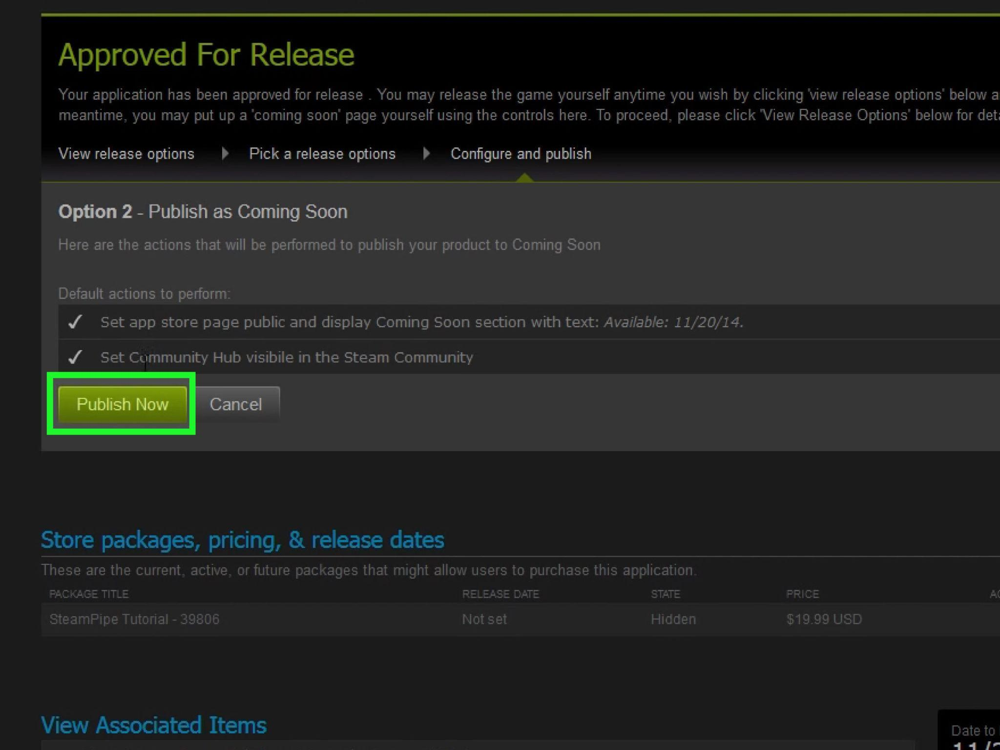 Approved For Release
Your application has been approved for release . You may release the game yourself anytime you wish by clicking 'view release options' below
meantime, you may put up a 'coming soon' page yourself using the controls here. To proceed, please click 'View Release Options' below for
View release options
Pick a release options
Configure and publish
Option 2 - Publish as Coming Soon
Here are the actions that will be performed to publish your product to Coming Soon
Default actions to perform:
Set app store page public and display Coming Soon section with text: Available: 11/20/14.
Set Community Hub visibile in the Steam Community
Publish Now
Cancel
Store packages, pricing, & release dates
These are the current, active, or future packages that might allow users to purchase this application.
PACKAGE TITLE RELEASE DATE STATE PRICE
SteamPipe Tutorial - 39806 Not set Hidden $19.99 USD
View Associated Items
Date to